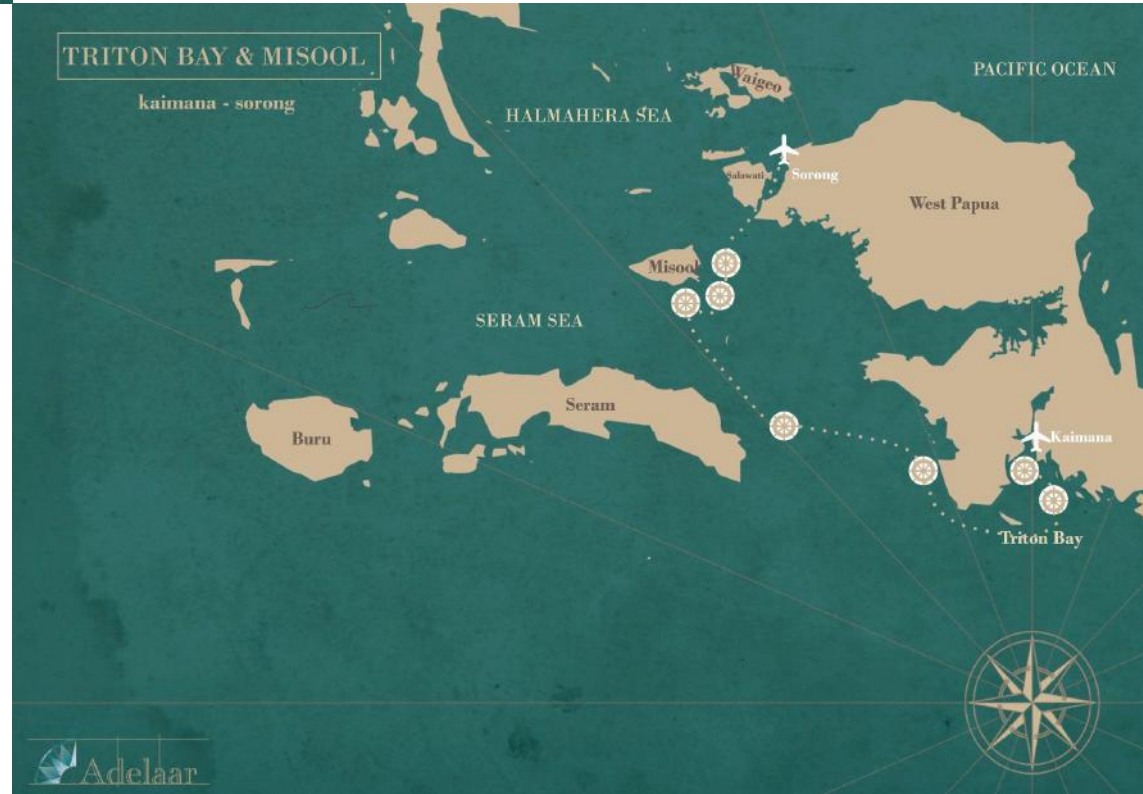 TRITON BAY & MISOOL
kaimana - sorong
PACIFIC OCEAN
Waigeo
HALMAHERA SEA
Salawati
Sorong
West Papua
Misool
SERAM SEA
Seram
Buru
Kaimana
Triton Bay
Adelaar